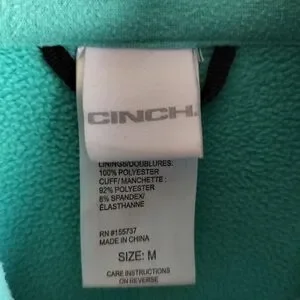 CINCH.
LININGS/DOUBLURES:
100% POLYESTER
CUFF/ MANCHETTE :
92% POLYESTER
8% SPANDEX/
ÉLASTHANNE
RN #155737
MADE IN CHINA
SIZE: M
CARE INSTRUCTIONS
ON REVERSE